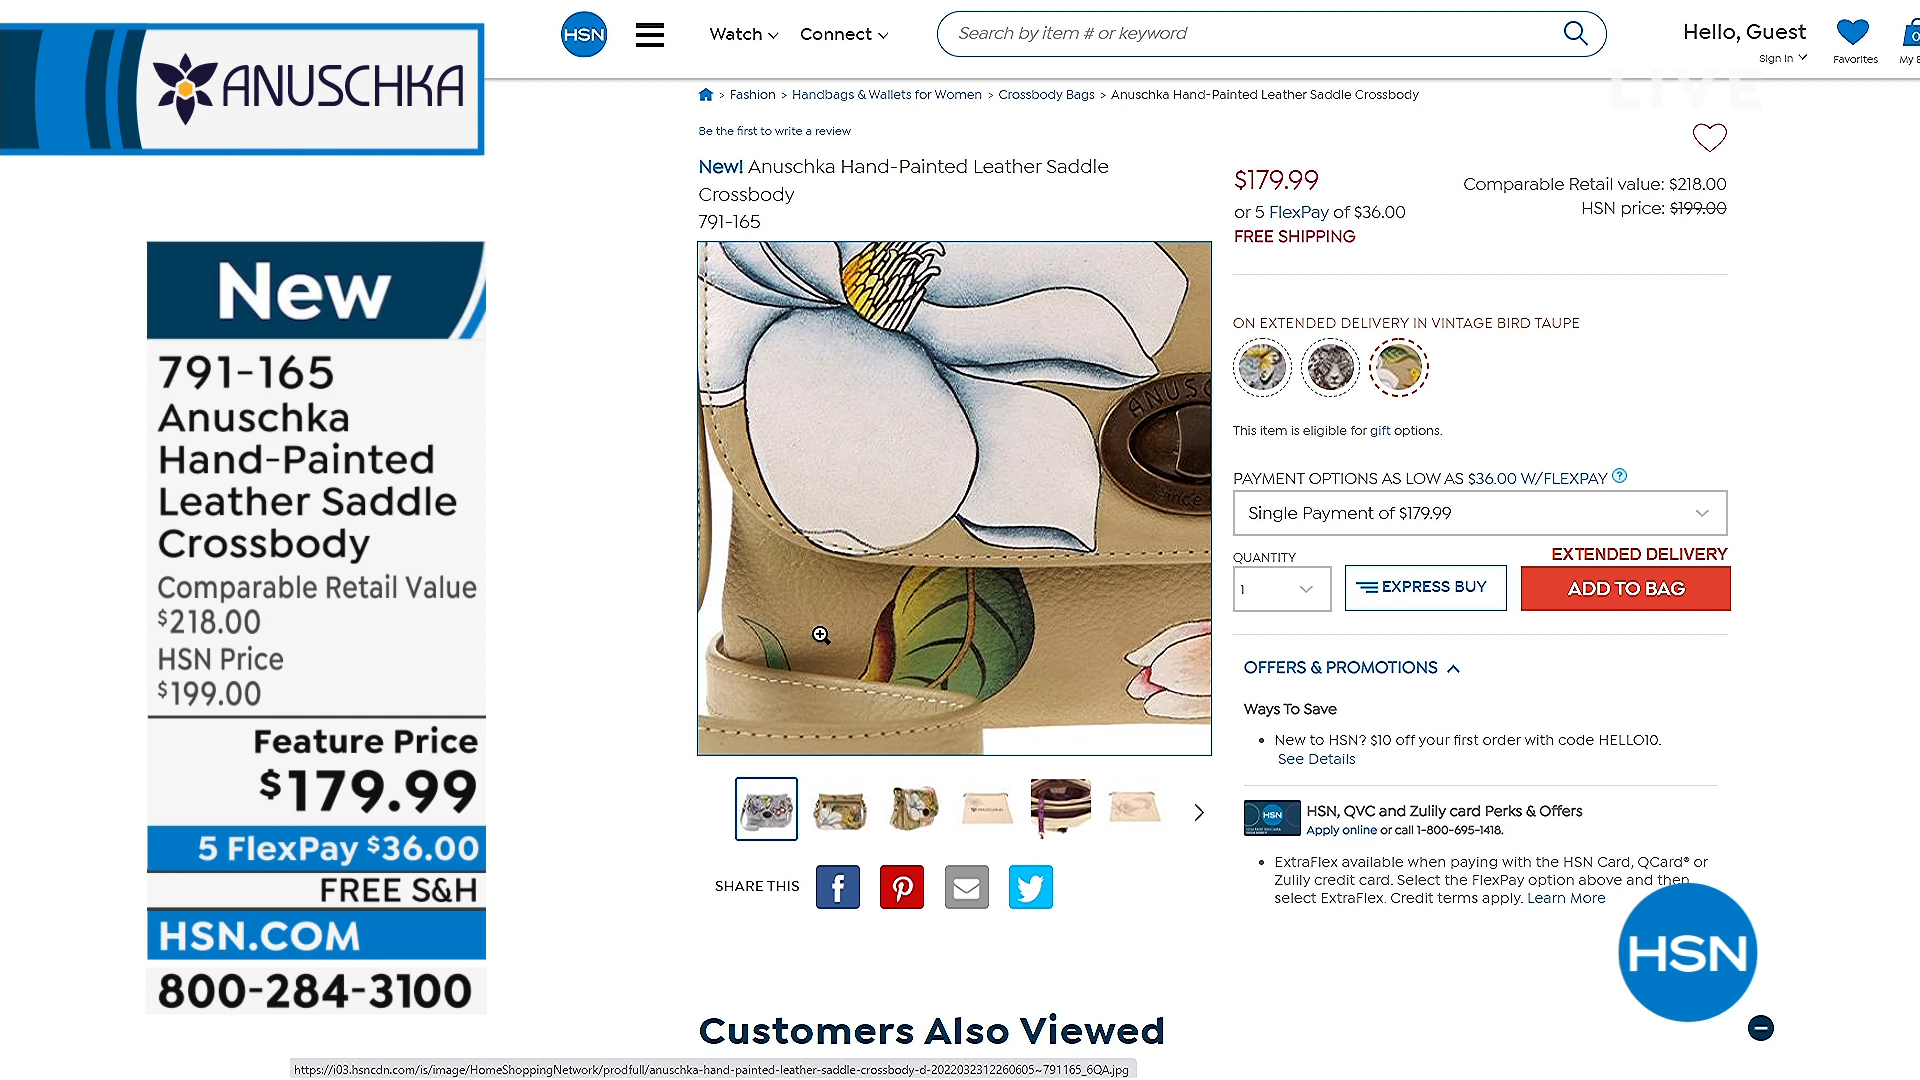 ANUSCHKA
New
791-165
Anuschka
Hand-Painted
Leather Saddle
Crossbody
Comparable Retail Value
$218.00
HSN Price
$199.00
Feature Price
$179.99
5 FlexPay $36.00
FREE S&H
HSN.COM
800-284-3100
HSN
Watch
Connect
Search by item # or keyword
Hello, Guest
Sign In
Favorites
0
My B
LIVE
> Fashion > Handbags & Wallets for Women > Crossbody Bags > Anuschka Hand-Painted Leather Saddle Crossbody
Be the first to write a review
New! Anuschka Hand-Painted Leather Saddle
Crossbody
791-165
$179.99
or 5 FlexPay of $36.00
FREE SHIPPING
Comparable Retail value: $218.00
HSN price: $199.00
ANUSC
ON EXTENDED DELIVERY IN VINTAGE BIRD TAUPE
This item is eligible for gift options.
PAYMENT OPTIONS AS LOW AS $36.00 W/FLEXPAY ?
Single Payment of $179.99
QUANTITY
1
EXPRESS BUY
EXTENDED DELIVERY
ADD TO BAG
OFFERS & PROMOTIONS
Ways To Save
• New to HSN? $10 off your first order with code HELLO10.
See Details
HSN
HSN, QVC and Zulily card Perks & Offers
Apply online or call 1-800-695-1418.
• ExtraFlex available when paying with the HSN Card, QCard® or
Zulily credit card. Select the FlexPay option above and then
select ExtraFlex. Credit terms apply. Learn More
SHARE THIS
HSN
Customers Also Viewed
https://i03.hsncdn.com/is/image/HomeShoppingNetwork/prodfull/anuschka-hand-painted-leather-saddle-crossbody-d-2022032312260605~791165_6QA.jpg